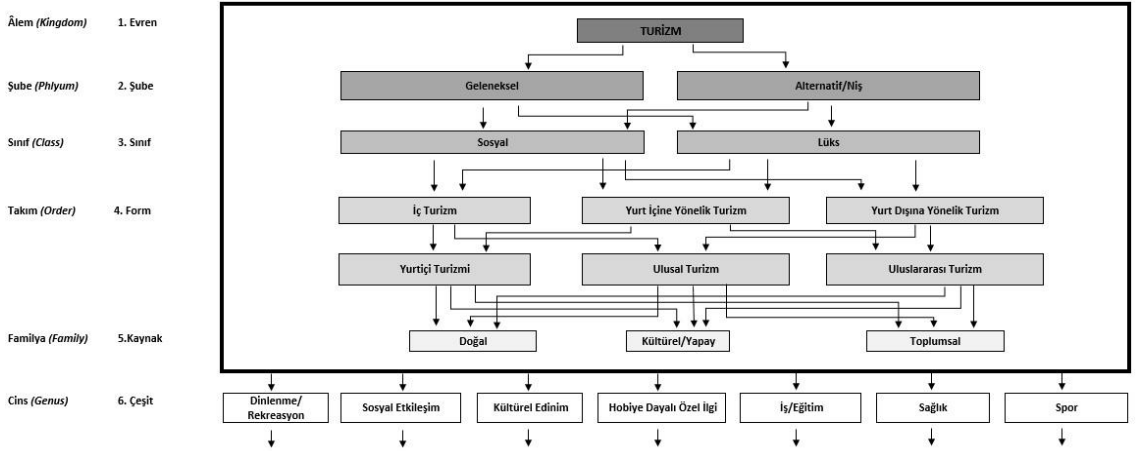 Âlem (Kingdom) 1. Evren TURİZM
Şube (Phlyum) 2. Şube Geleneksel Alternatif/Niş
Sınıf (Class) 3. Sınıf Sosyal Lüks
Takım (Order) 4. Form İç Turizm Yurt İçine Yönelik Turizm Yurt Dışına Yönelik Turizm
Yurtiçi Turizmi Ulusal Turizm Uluslararası Turizm
Familya (Family) 5.Kaynak Doğal Kültürel/Yapay Toplumsal
Cins (Genus) 6. Çeşit
Dinlenme/
Rekreasyon
Sosyal Etkileşim
Kültürel Edinim
Hobiye Dayalı Özel İlgi
İş/Eğitim
Sağlık
Spor